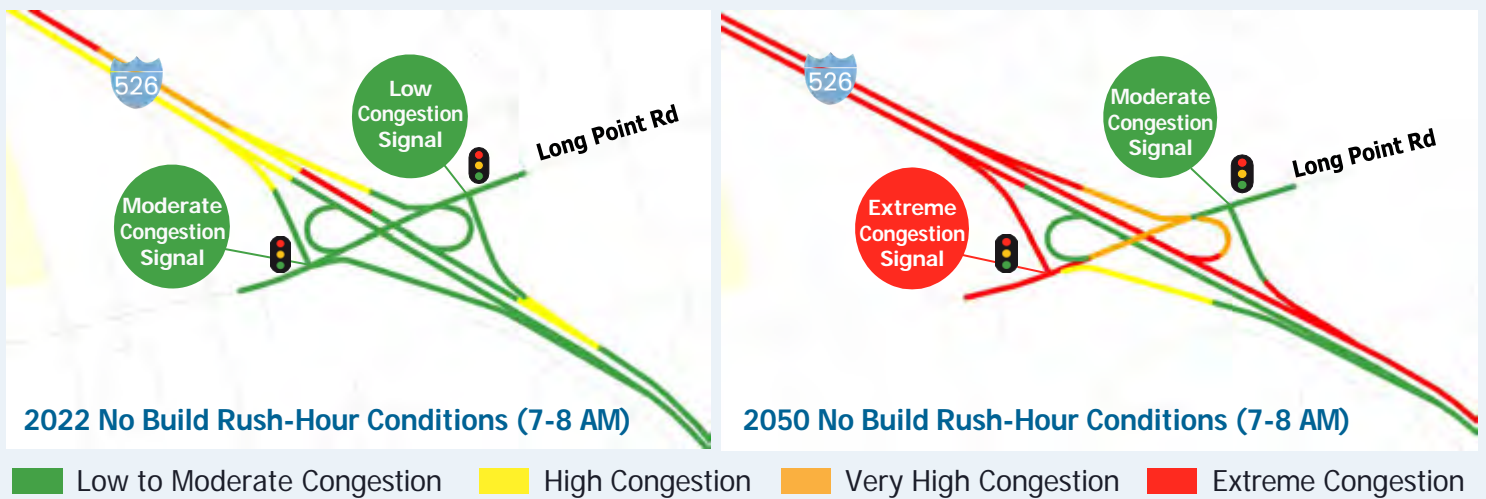 526
Low
Congestion
Signal
Long Point Rd
Moderate
Congestion
Signal
2022 No Build Rush-Hour Conditions (7-8 AM)
526
Moderate
Congestion
Signal
Long Point Rd
Extreme
Congestion
Signal
2050 No Build Rush-Hour Conditions (7-8 AM)
Low to Moderate Congestion
High Congestion
Very High Congestion
Extreme Congestion